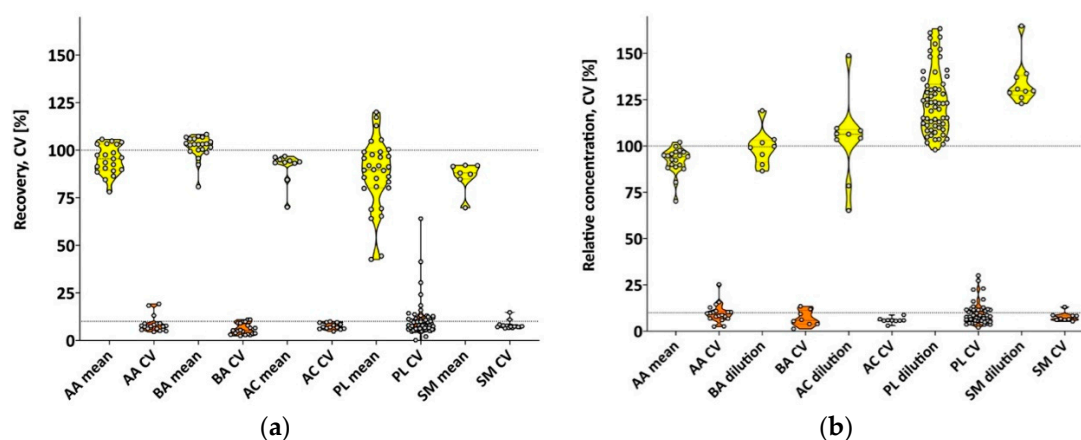 Recovery, CV [%]
150
125
100
75
50
25
10
0
AA mean
AA CV
BA mean
BA CV
AC mean
AC CV
PL mean
PL CV
SM mean
SM CV
(a)
Relative concentration, CV [%]
150
125
100
75
50
25
10
0
AA mean
AA CV
BA dilution
BA CV
AC dilution
AC CV
PL dilution
PL CV
SM dilution
SM CV
(b)